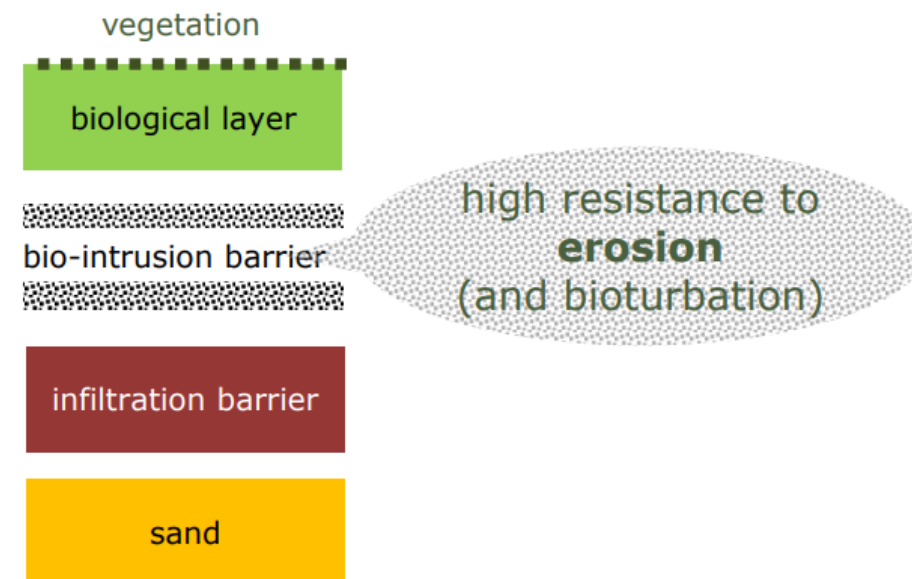 vegetation
biological layer
bio-intrusion barrier
high resistance to
erosion
(and bioturbation)
infiltration barrier
sand